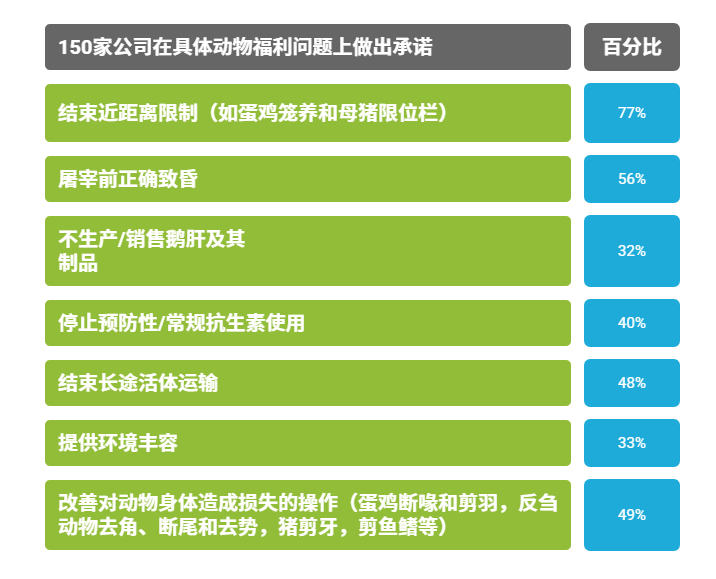 150家公司在具体动物福利问题上做出承诺 百分比
结束近距离限制（如蛋鸡笼养和母猪限位栏） 77%
屠宰前正确致昏 56%
不生产/销售鹅肝及其
制品 32%
停止预防性/常规抗生素使用 40%
结束长途活体运输 48%
提供环境丰容 33%
改善对动物身体造成损失的操作（蛋鸡断喙和剪羽，反刍
动物去角、断尾和去势，猪剪牙，剪鱼鳍等） 49%